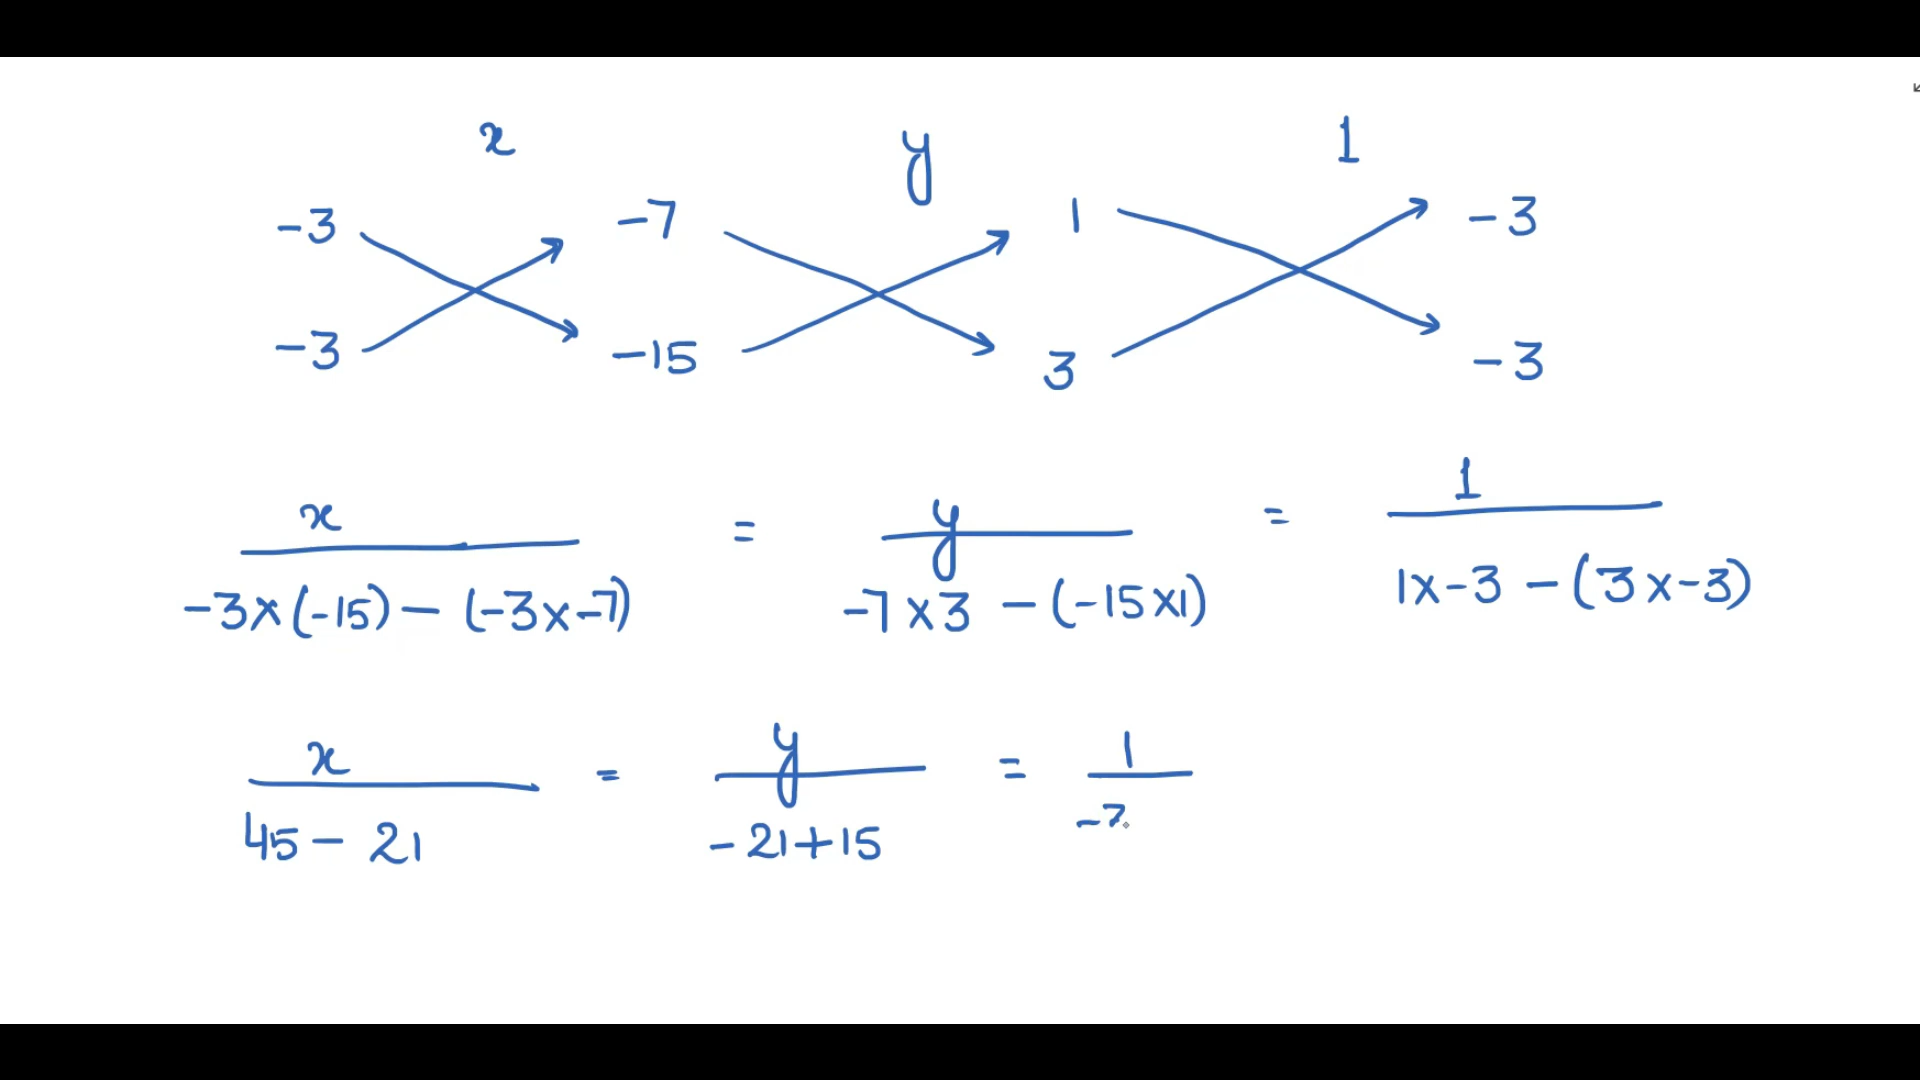 x y 1
-3 -7 1 -3
-3 -15 3 -3
x = y = 1
-3x(-15) - (-3x-7) -7x3 - (-15x1) 1x-3 - (3x-3)
x = y = 1
45 - 21 -21+15 -3